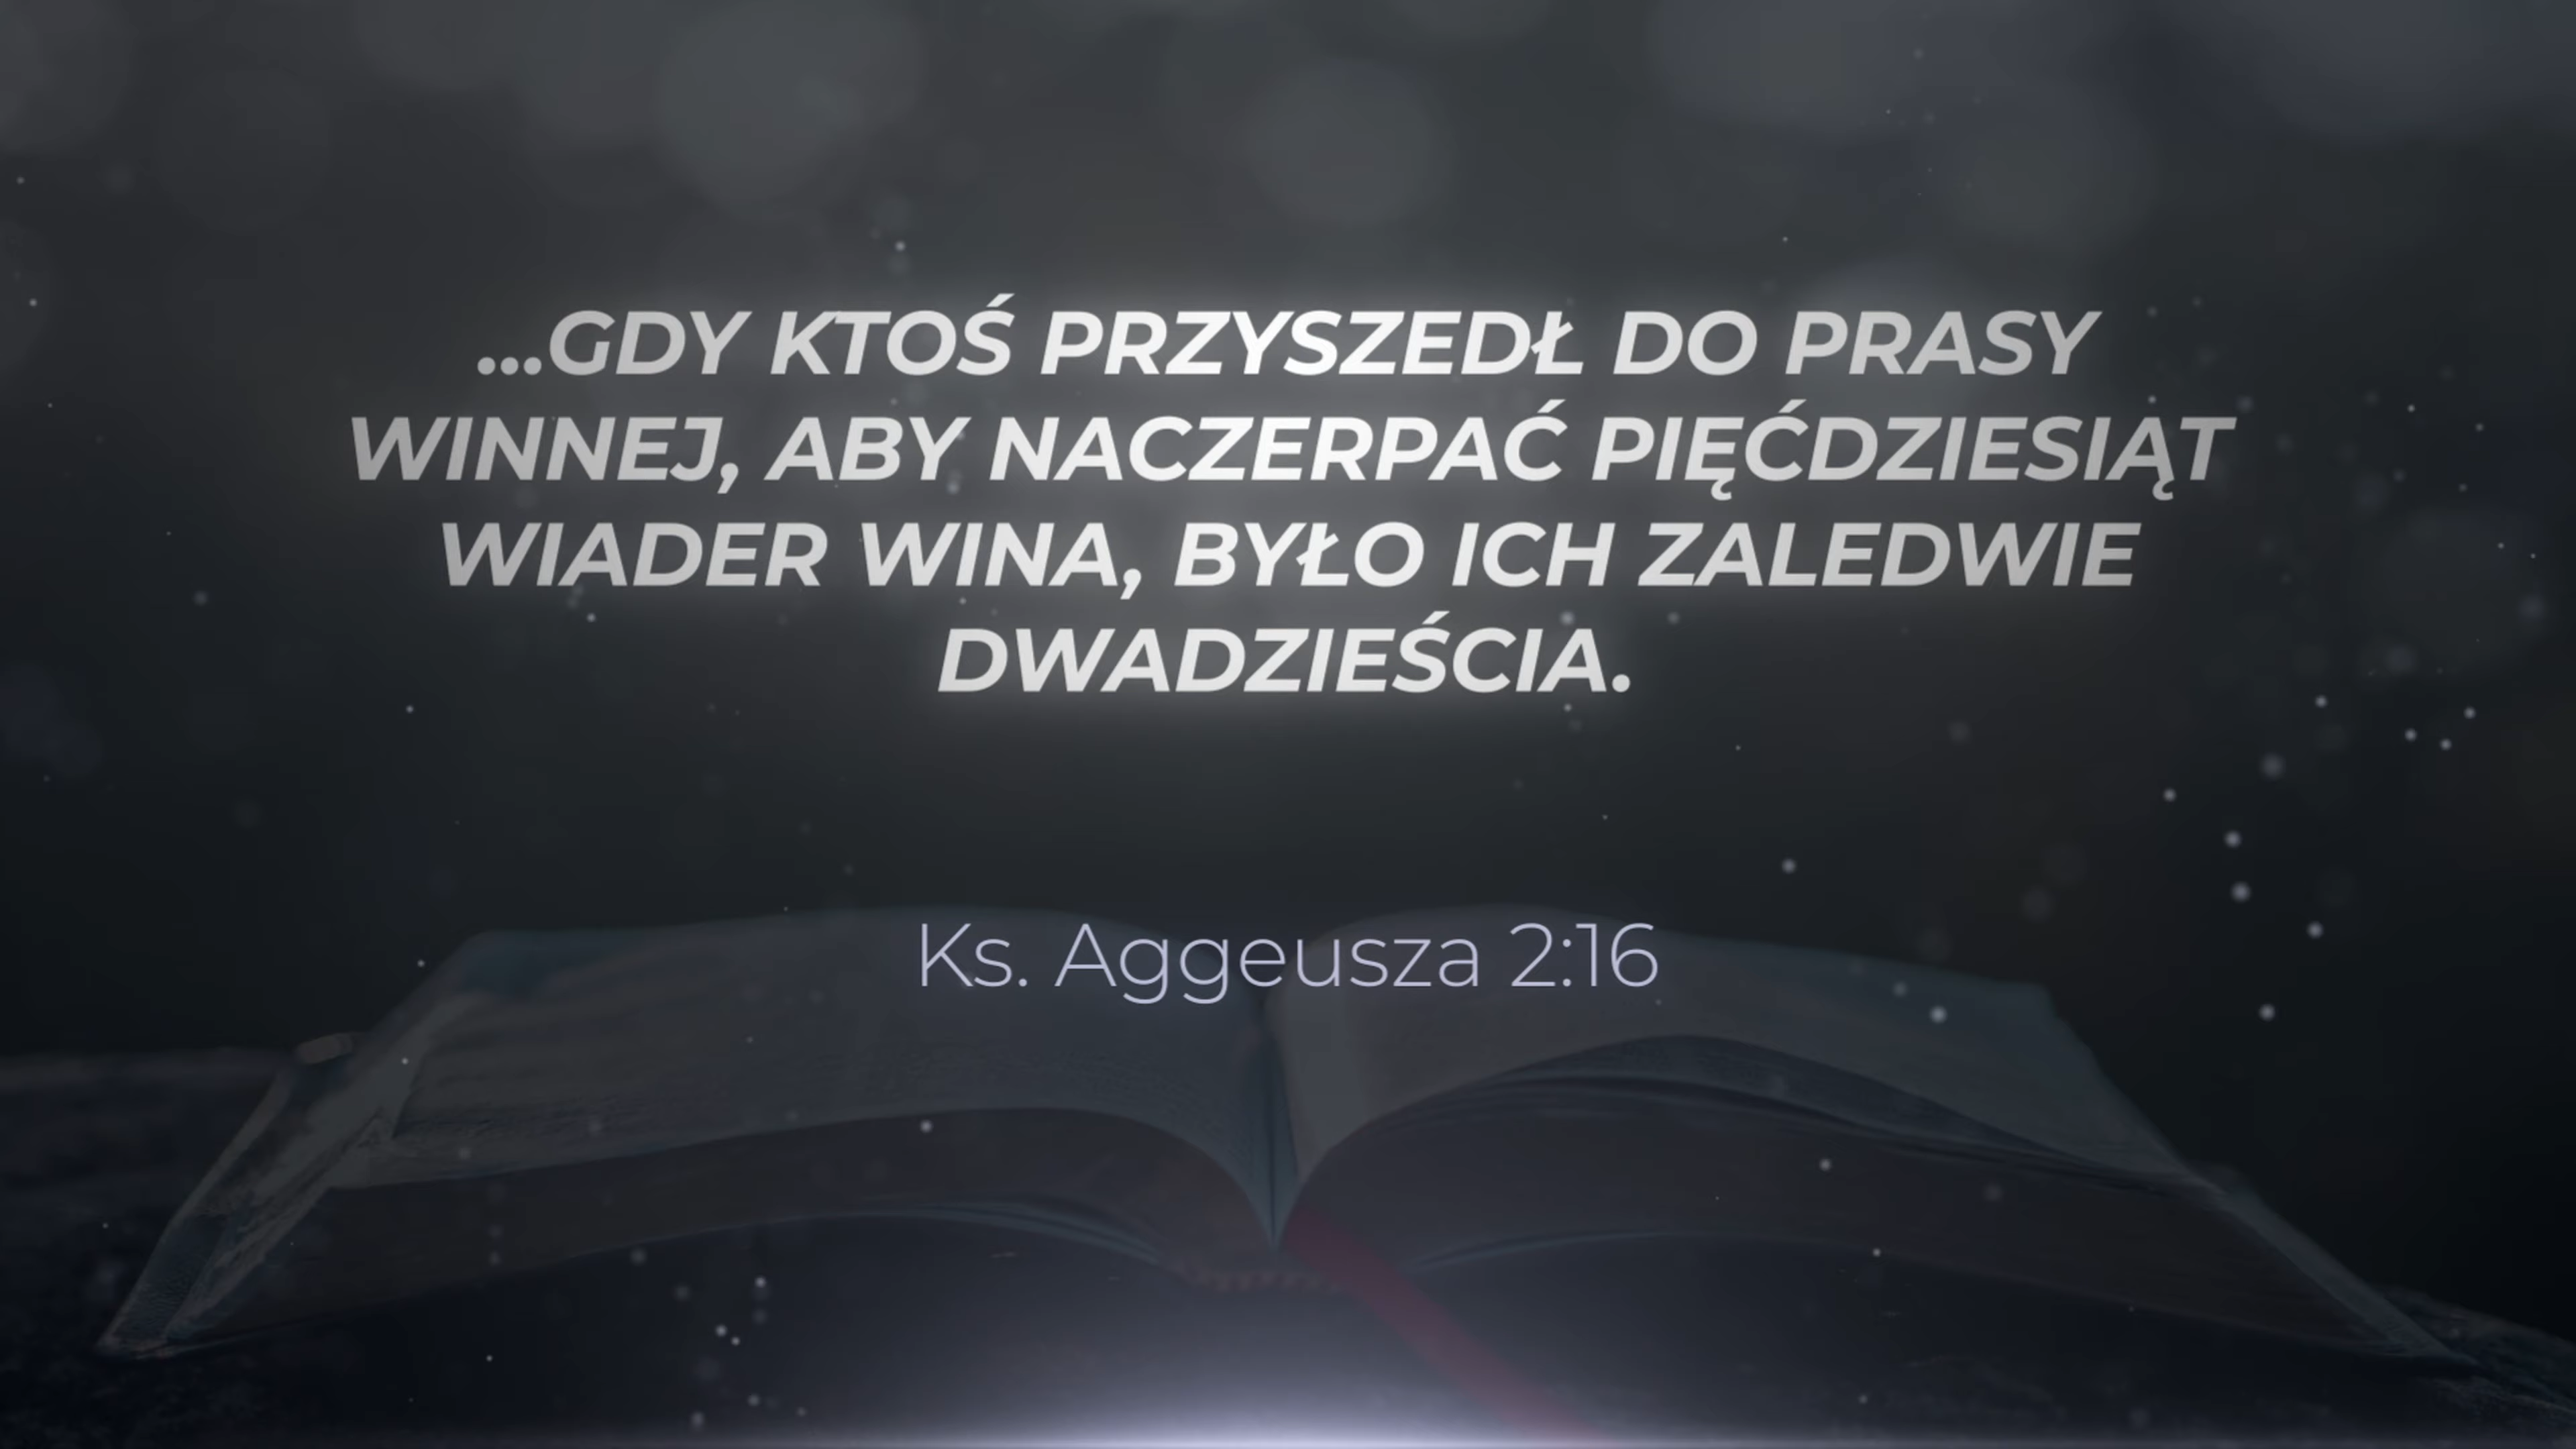 ...GDY KTOŚ PRZYSZEDŁ DO PRASY
WINNEJ, ABY NACZERPAĆ PIĘĆDZIESIĄT
WIADER WINA, BYŁO ICH ZALEDWIE
DWADZIEŚCIA.
Ks. Aggeusza 2:16